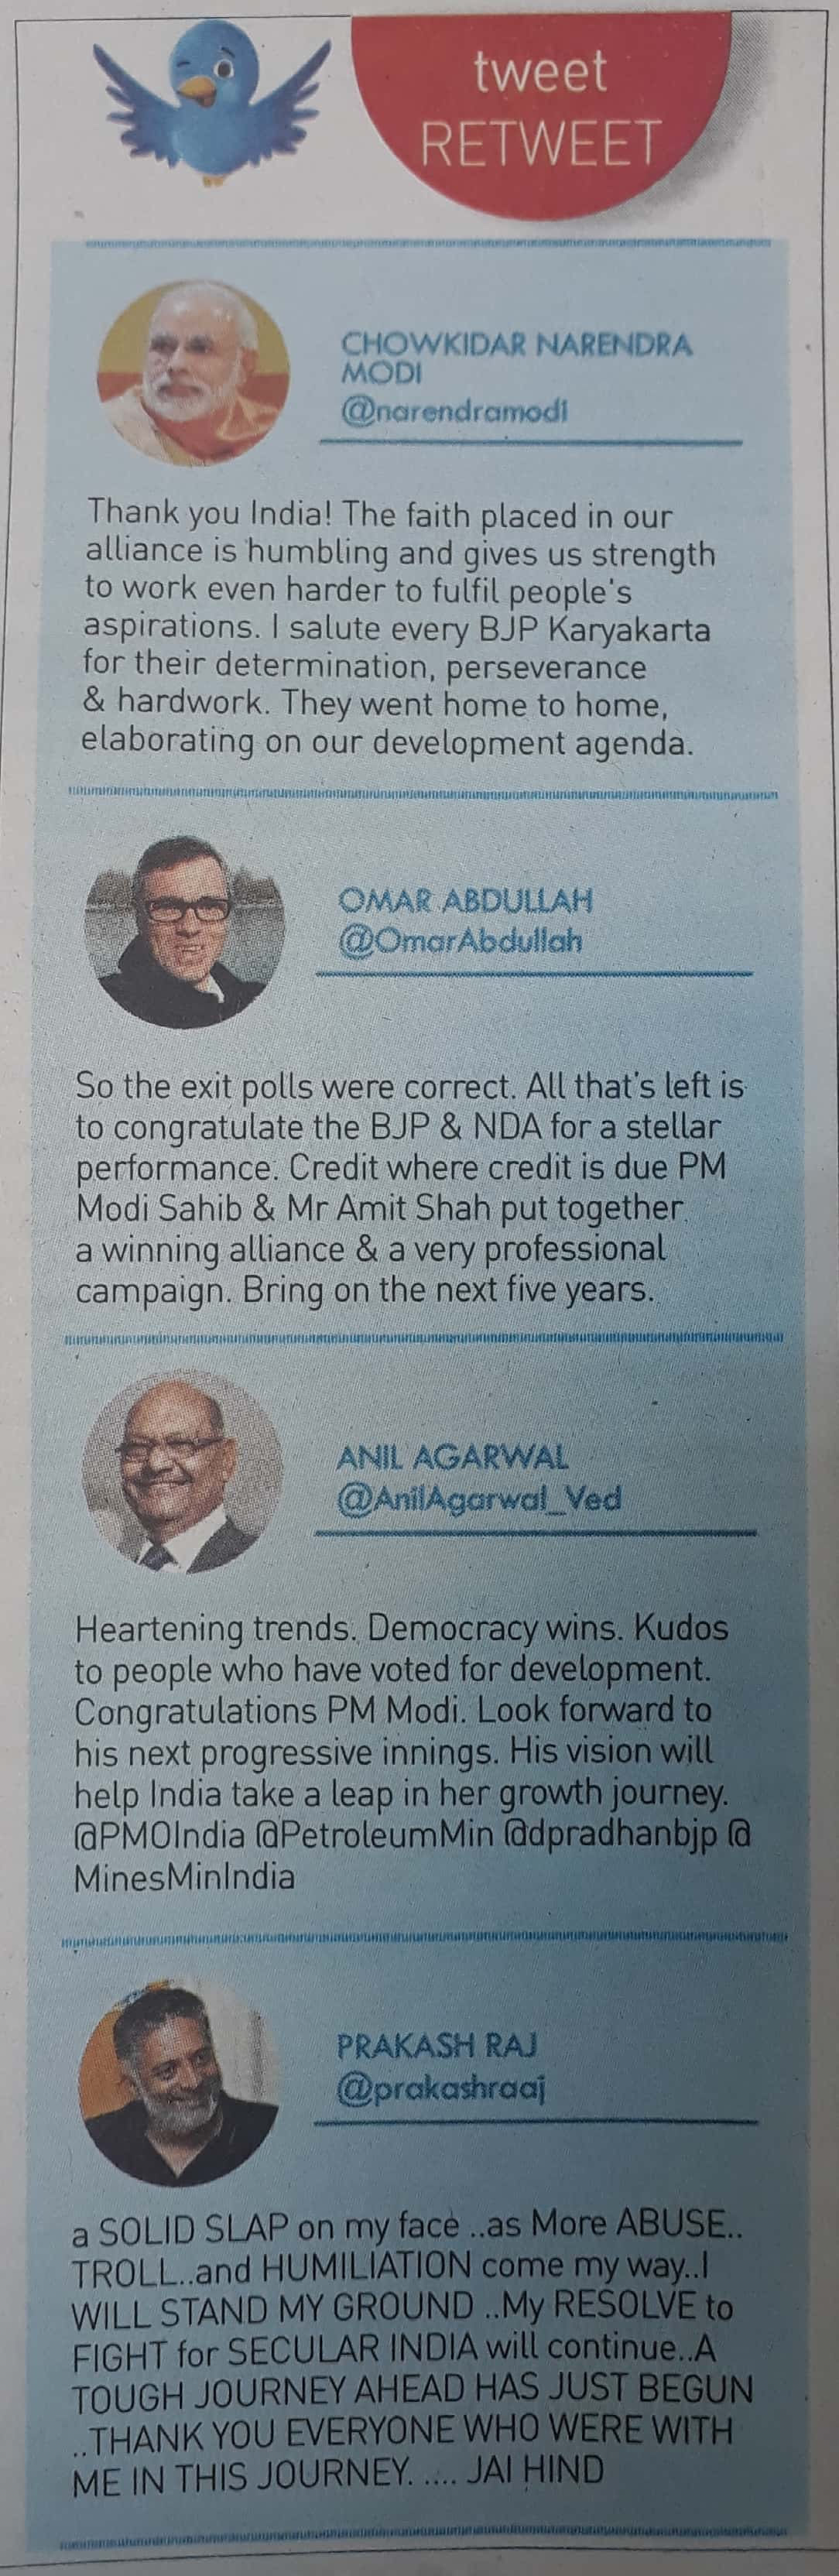 tweet
RETWEET
CHOWKIDAR NARENDRA
MODI
@narendramodi
Thank you India! The faith placed in our
alliance is humbling and gives us strength
to work even harder to fulfil people's
aspirations. I salute every BJP Karyakarta
for their determination, perseverance
& hardwork. They went home to home,
elaborating on our development agenda.
OMAR ABDULLAH
@OmarAbdullah
So the exit polls were correct. All that's left is
to congratulate the BJP & NDA for a stellar
performance. Credit where credit is due PM
Modi Sahib & Mr Amit Shah put together
a winning alliance & a very professional
campaign. Bring on the next five years.
ANIL AGARWAL
@AnilAgarwal_Ved
Heartening trends. Democracy wins. Kudos
to people who have voted for development.
Congratulations PM Modi. Look forward to
his next progressive innings. His vision will
help India take a leap in her growth journey.
@PMOIndia @PetroleumMin @dpradhanbjp @
MinesMinIndia
PRAKASH RAJ
@prakashraaj
a SOLID SLAP on my face ..as More ABUSE..
TROLL..and HUMILIATION come my way..I
WILL STAND MY GROUND ..My RESOLVE to
FIGHT for SECULAR INDIA will continue..A
TOUGH JOURNEY AHEAD HAS JUST BEGUN
..THANK YOU EVERYONE WHO WERE WITH
ME IN THIS JOURNEY. .... JAI HIND